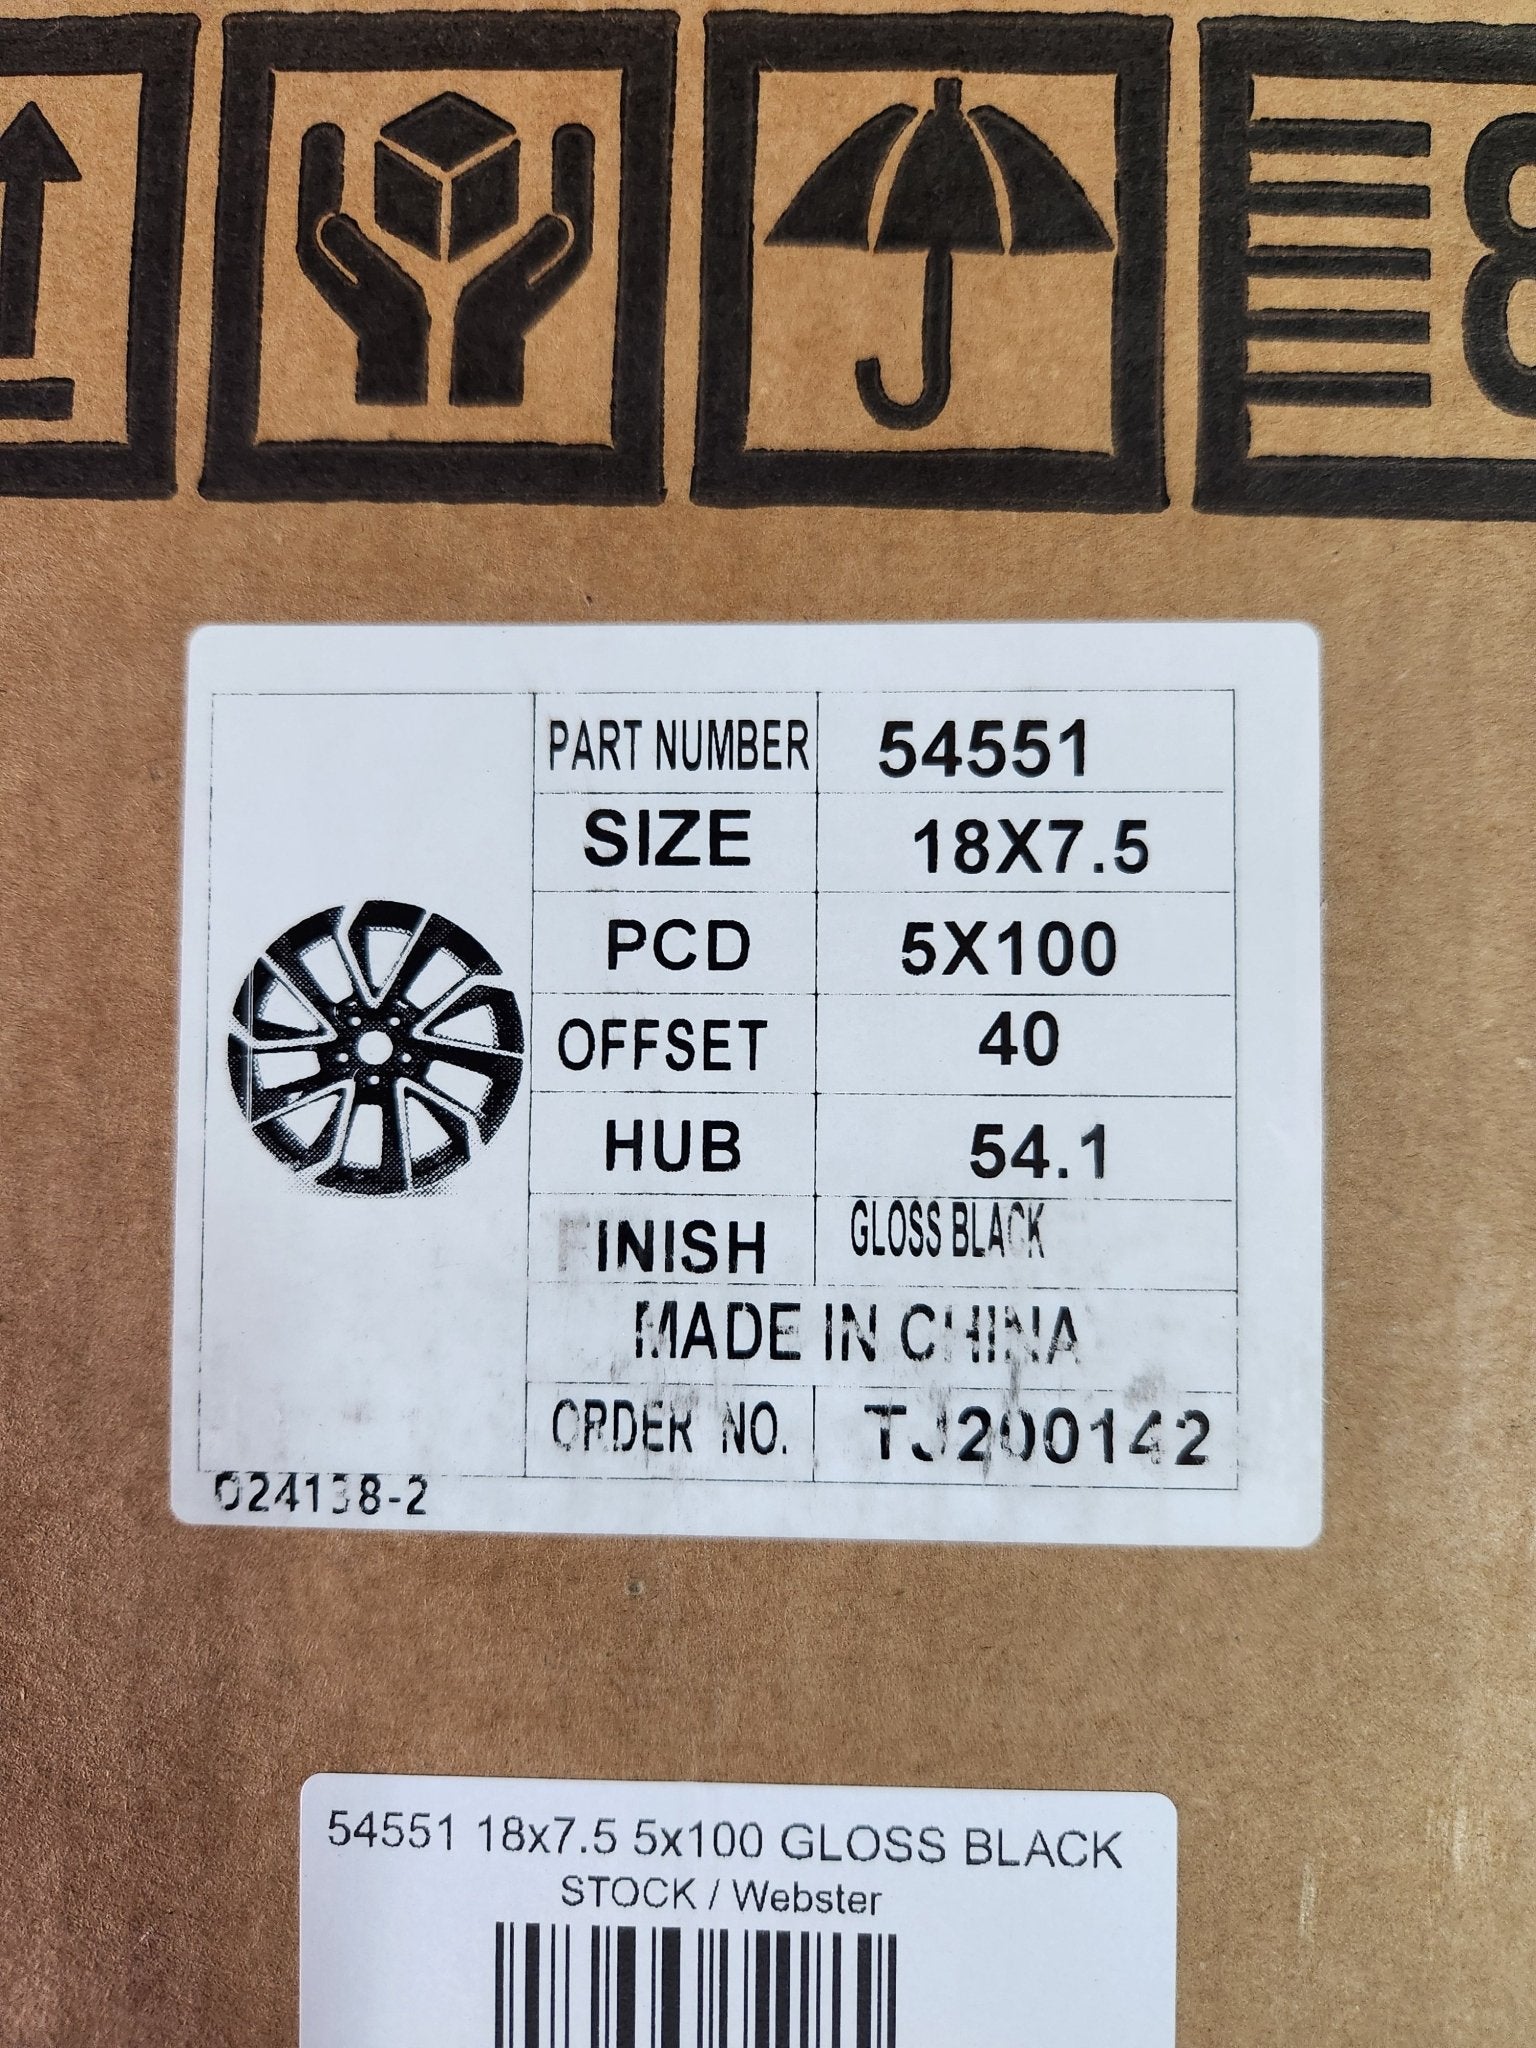 8
PART NUMBER 54551
SIZE 18X7.5
PCD 5X100
OFFSET 40
HUB 54.1
FINISH GLOSS BLACK
MADE IN CHINA
ORDER NO. TJ200142
024138-2
54551 18x7.5 5x100 GLOSS BLACK
STOCK / Webster